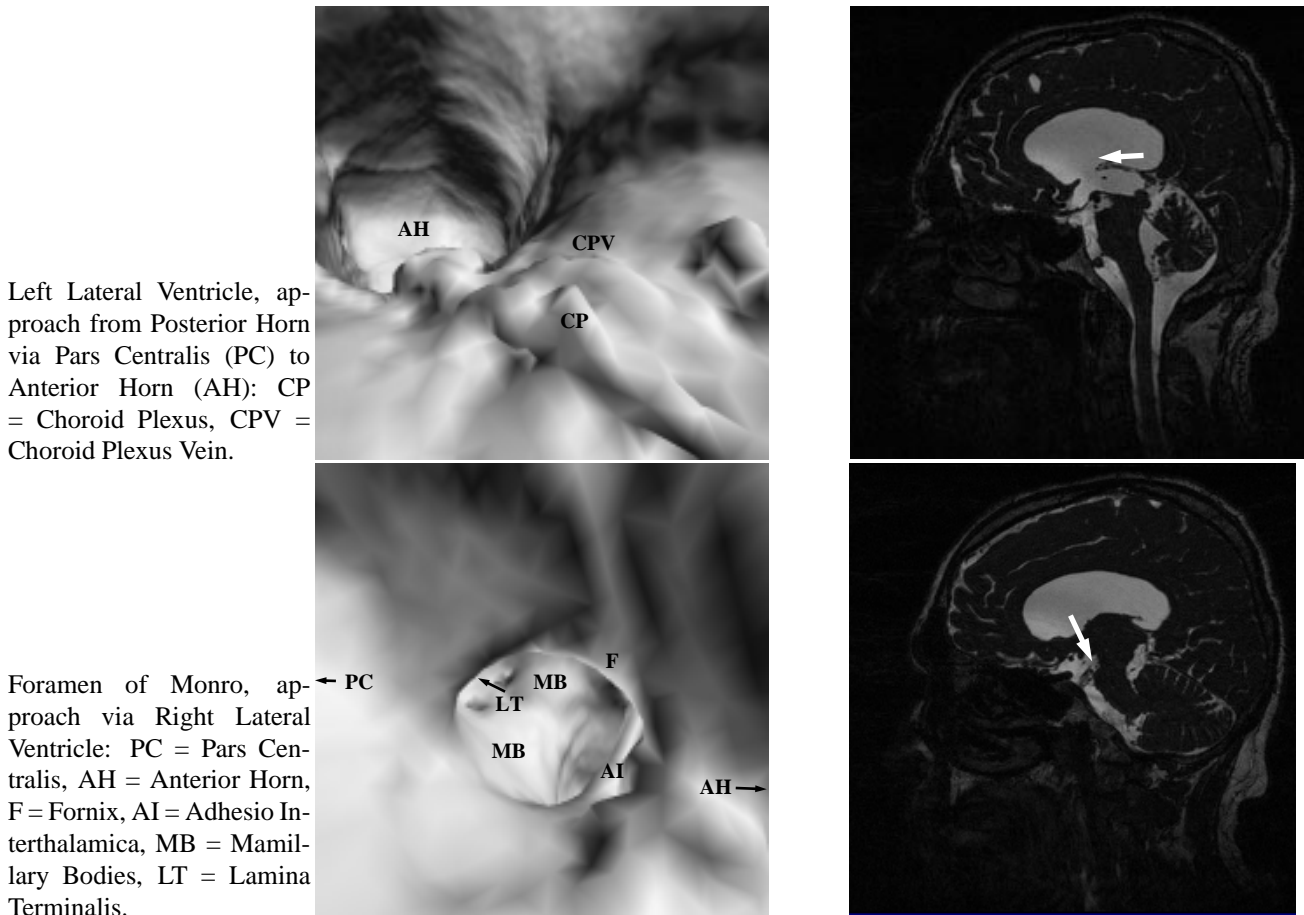 Left Lateral Ventricle, ap-
proach from Posterior Horn
via Pars Centralis (PC) to
Anterior Horn (AH): CP
= Choroid Plexus, CPV =
Choroid Plexus Vein.
AH
CPV
CP
Foramen of Monro, ap-
proach via Right Lateral
Ventricle: PC = Pars Cen-
tralis, AH = Anterior Horn,
F = Fornix, AI = Adhesio In-
terthalamica, MB = Mamil-
lary Bodies, LT = Lamina
Terminalis.
F
PC
MB
LT
MB
AI
AH